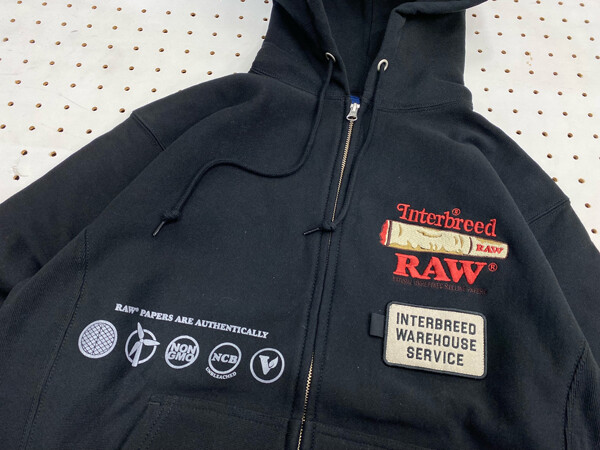 Interbreed®
RAW
RAW®
INTERBREED
WAREHOUSE
SERVICE
RAW® PAPERS ARE AUTHENTICALLY
NON
GMO
NCB
UNBLEACHED
V